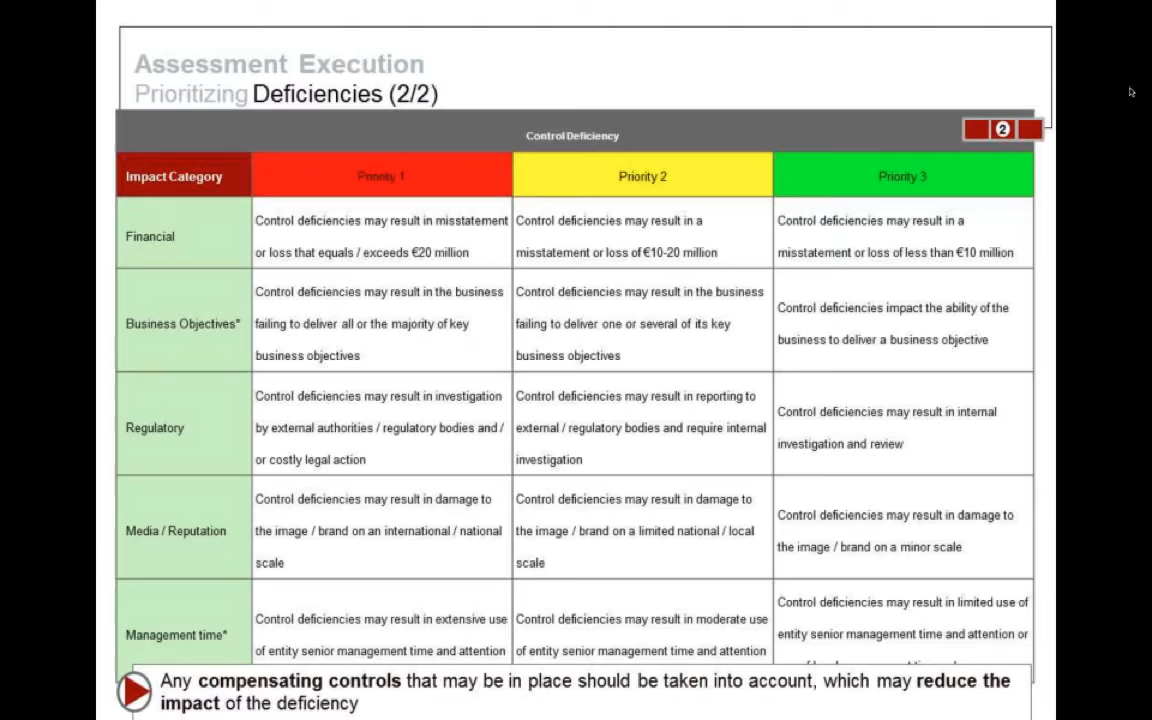 Assessment Execution
Prioritizing Deficiencies (2/2)
Control Deficiency
2
Impact Category
Priority 1
Priority 2
Priority 3
Financial
Control deficiencies may result in misstatement
or loss that equals / exceeds €20 million
Control deficiencies may result in a
misstatement or loss of €10-20 million
Control deficiencies may result in a
misstatement or loss of less than €10 million
Business Objectives*
Control deficiencies may result in the business
failing to deliver all or the majority of key
business objectives
Control deficiencies may result in the business
failing to deliver one or several of its key
business objectives
Control deficiencies impact the ability of the
business to deliver a business objective
Regulatory
Control deficiencies may result in investigation
by external authorities / regulatory bodies and /
or costly legal action
Control deficiencies may result in reporting to
external / regulatory bodies and require internal
investigation
Control deficiencies may result in internal
investigation and review
Media / Reputation
Control deficiencies may result in damage to
the image / brand on an international / national
scale
Control deficiencies may result in damage to
the image / brand on a limited national / local
scale
Control deficiencies may result in damage to
the image / brand on a minor scale
Management time*
Control deficiencies may result in extensive use
of entity senior management time and attention
Control deficiencies may result in moderate use
of entity senior management time and attention
Control deficiencies may result in limited use of
entity senior management time and attention or
Any compensating controls that may be in place should be taken into account, which may reduce the
impact of the deficiency